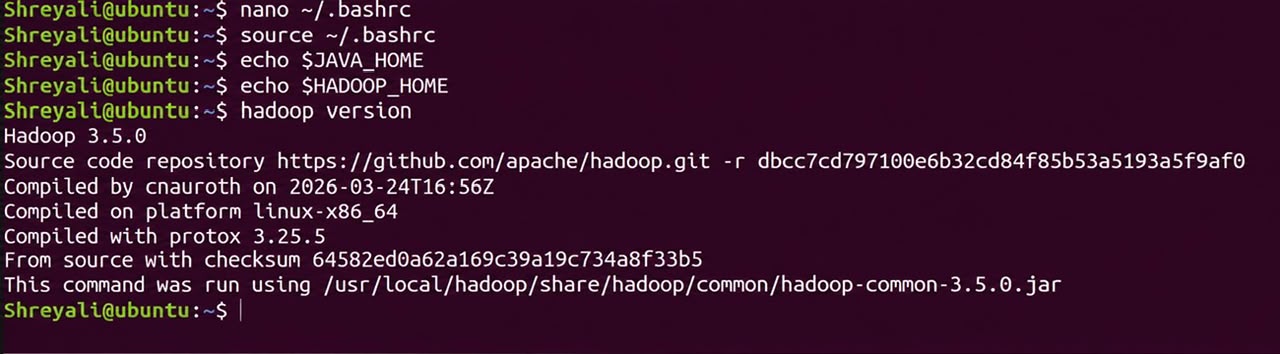 Shreyali@ubuntu:~$ nano ~/.bashrc
Shreyali@ubuntu:~$ source ~/.bashrc
Shreyali@ubuntu:~$ echo $JAVA_HOME
Shreyali@ubuntu:~$ echo $HADOOP_HOME
Shreyali@ubuntu:~$ hadoop version
Hadoop 3.5.0
Source code repository https://github.com/apache/hadoop.git -r dbcc7cd797100e6b32cd84f85b53a5193a5f9af0
Compiled by cnauroth on 2026-03-24T16:56Z
Compiled on platform linux-x86_64
Compiled with protox 3.25.5
From source with checksum 64582ed0a62a169c39a19c734a8f33b5
This command was run using /usr/local/hadoop/share/hadoop/common/hadoop-common-3.5.0.jar
Shreyali@ubuntu:~$